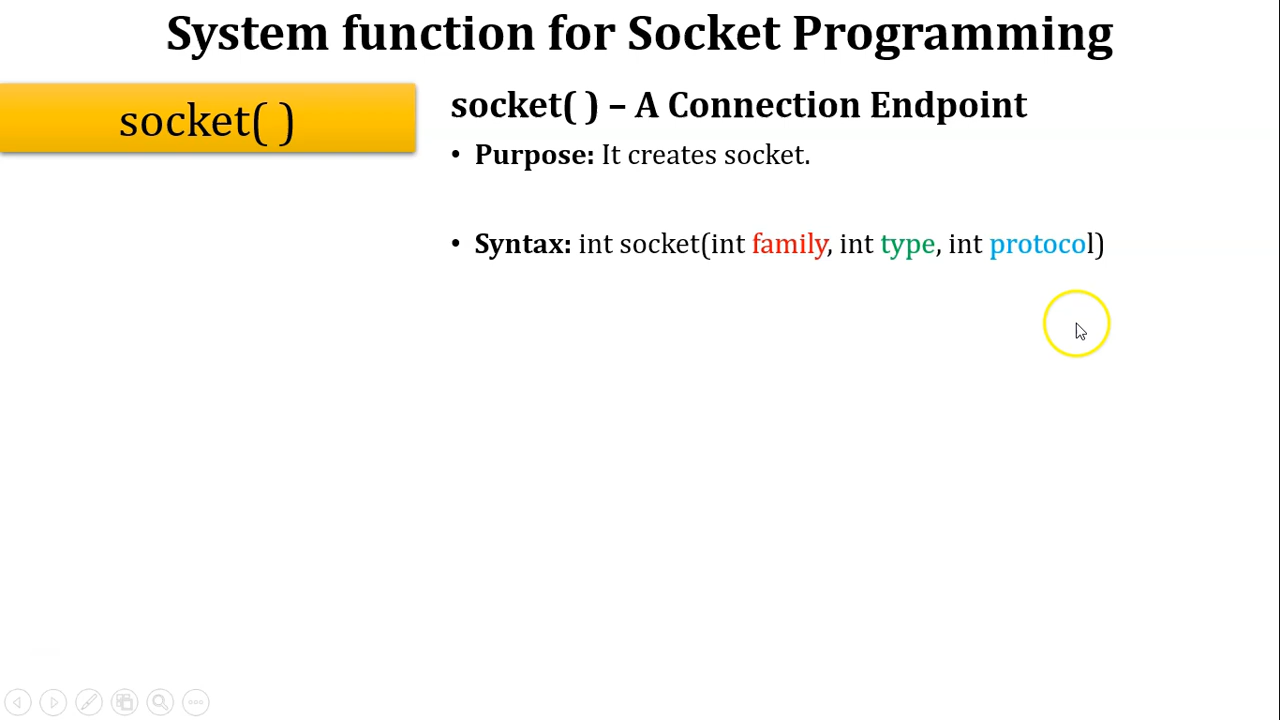 System function for Socket Programming
socket( )
socket( ) – A Connection Endpoint
• Purpose: It creates socket.
• Syntax: int socket(int family, int type, int protocol)